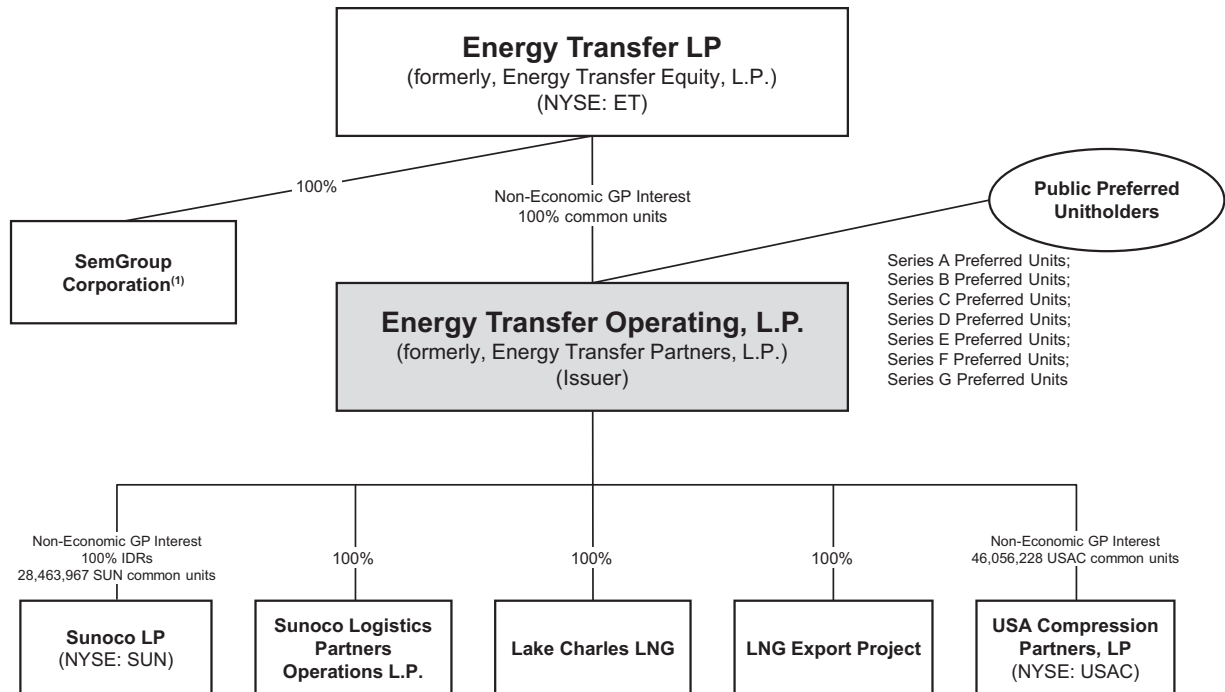 Energy Transfer LP
(formerly, Energy Transfer Equity, L.P.)
(NYSE: ET)
100%
Non-Economic GP Interest
100% common units
Public Preferred
Unitholders
SemGroup
Corporation(1)
Series A Preferred Units;
Series B Preferred Units;
Series C Preferred Units;
Series D Preferred Units;
Series E Preferred Units;
Series F Preferred Units;
Series G Preferred Units
Energy Transfer Operating, L.P.
(formerly, Energy Transfer Partners, L.P.)
(Issuer)
Non-Economic GP Interest
100% IDRs
28,463,967 SUN common units
100%
100%
100%
Non-Economic GP Interest
46,056,228 USAC common units
Sunoco LP
(NYSE: SUN)
Sunoco Logistics
Partners
Operations L.P.
Lake Charles LNG
LNG Export Project
USA Compression
Partners, LP
(NYSE: USAC)